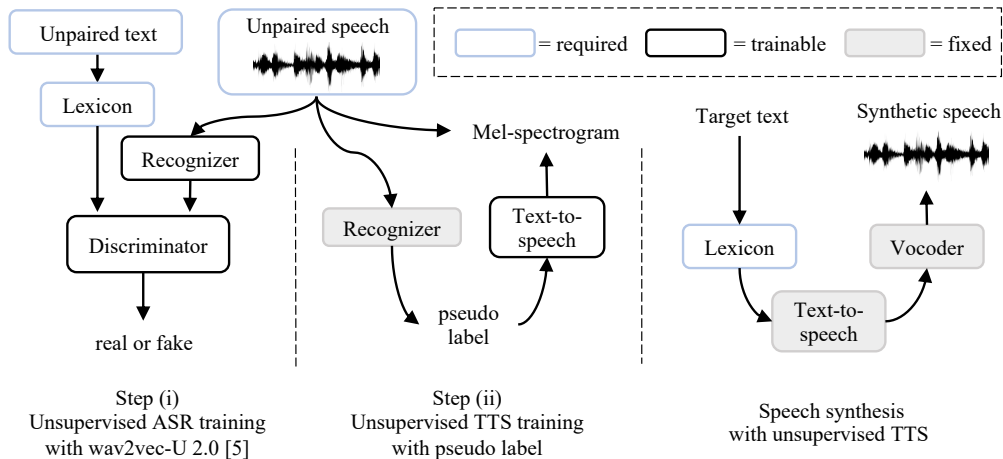 Unpaired text
Lexicon
Recognizer
Discriminator
real or fake
Step (i)
Unsupervised ASR training
with wav2vec-U 2.0 [5]
Unpaired speech
Mel-spectrogram
Recognizer
Text-to-
speech
pseudo
label
Step (ii)
Unsupervised TTS training
with pseudo label
= required
= trainable
= fixed
Target text
Synthetic speech
Lexicon
Vocoder
Text-to-
speech
Speech synthesis
with unsupervised TTS